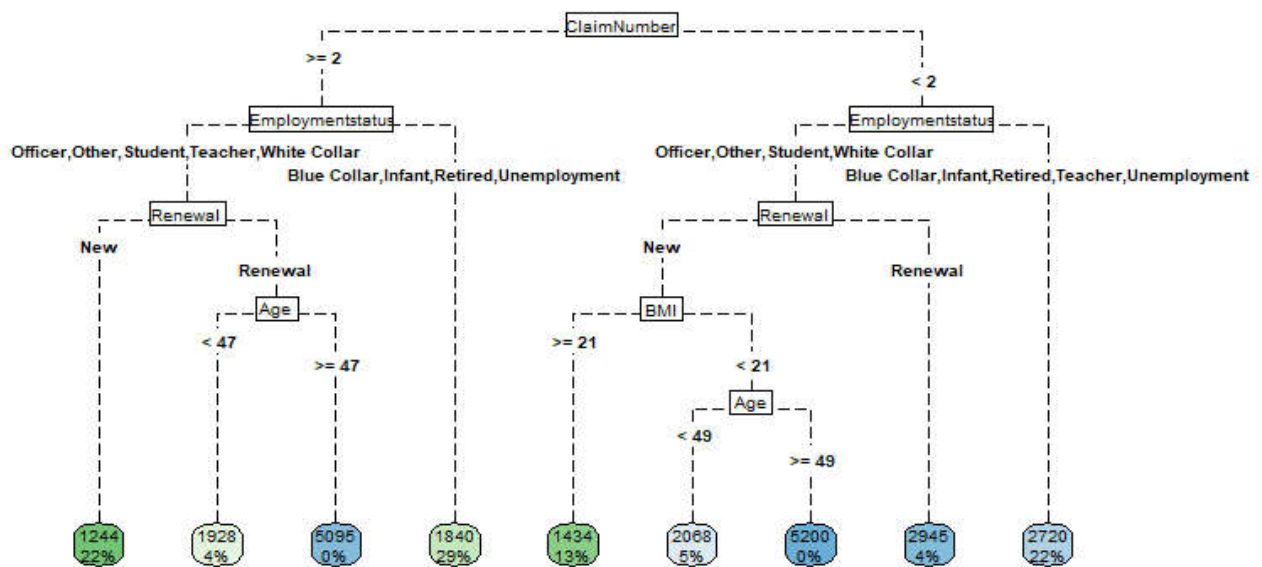 ClaimNumber
>= 2
< 2
Employmentstatus
Employmentstatus
Officer,Other,Student,Teacher,White Collar
Officer,Other,Student,White Collar
Blue Collar,Infant,Retired,Unemployment
Blue Collar,Infant,Retired,Teacher,Unemployment
Renewal
Renewal
New
New
Renewal
Renewal
Age
BMI
< 47
>= 21
>= 47
< 21
Age
< 49
>= 49
1244
22%
1928
4%
5095
0%
1840
29%
1434
13%
2068
5%
5200
0%
2945
4%
2720
22%